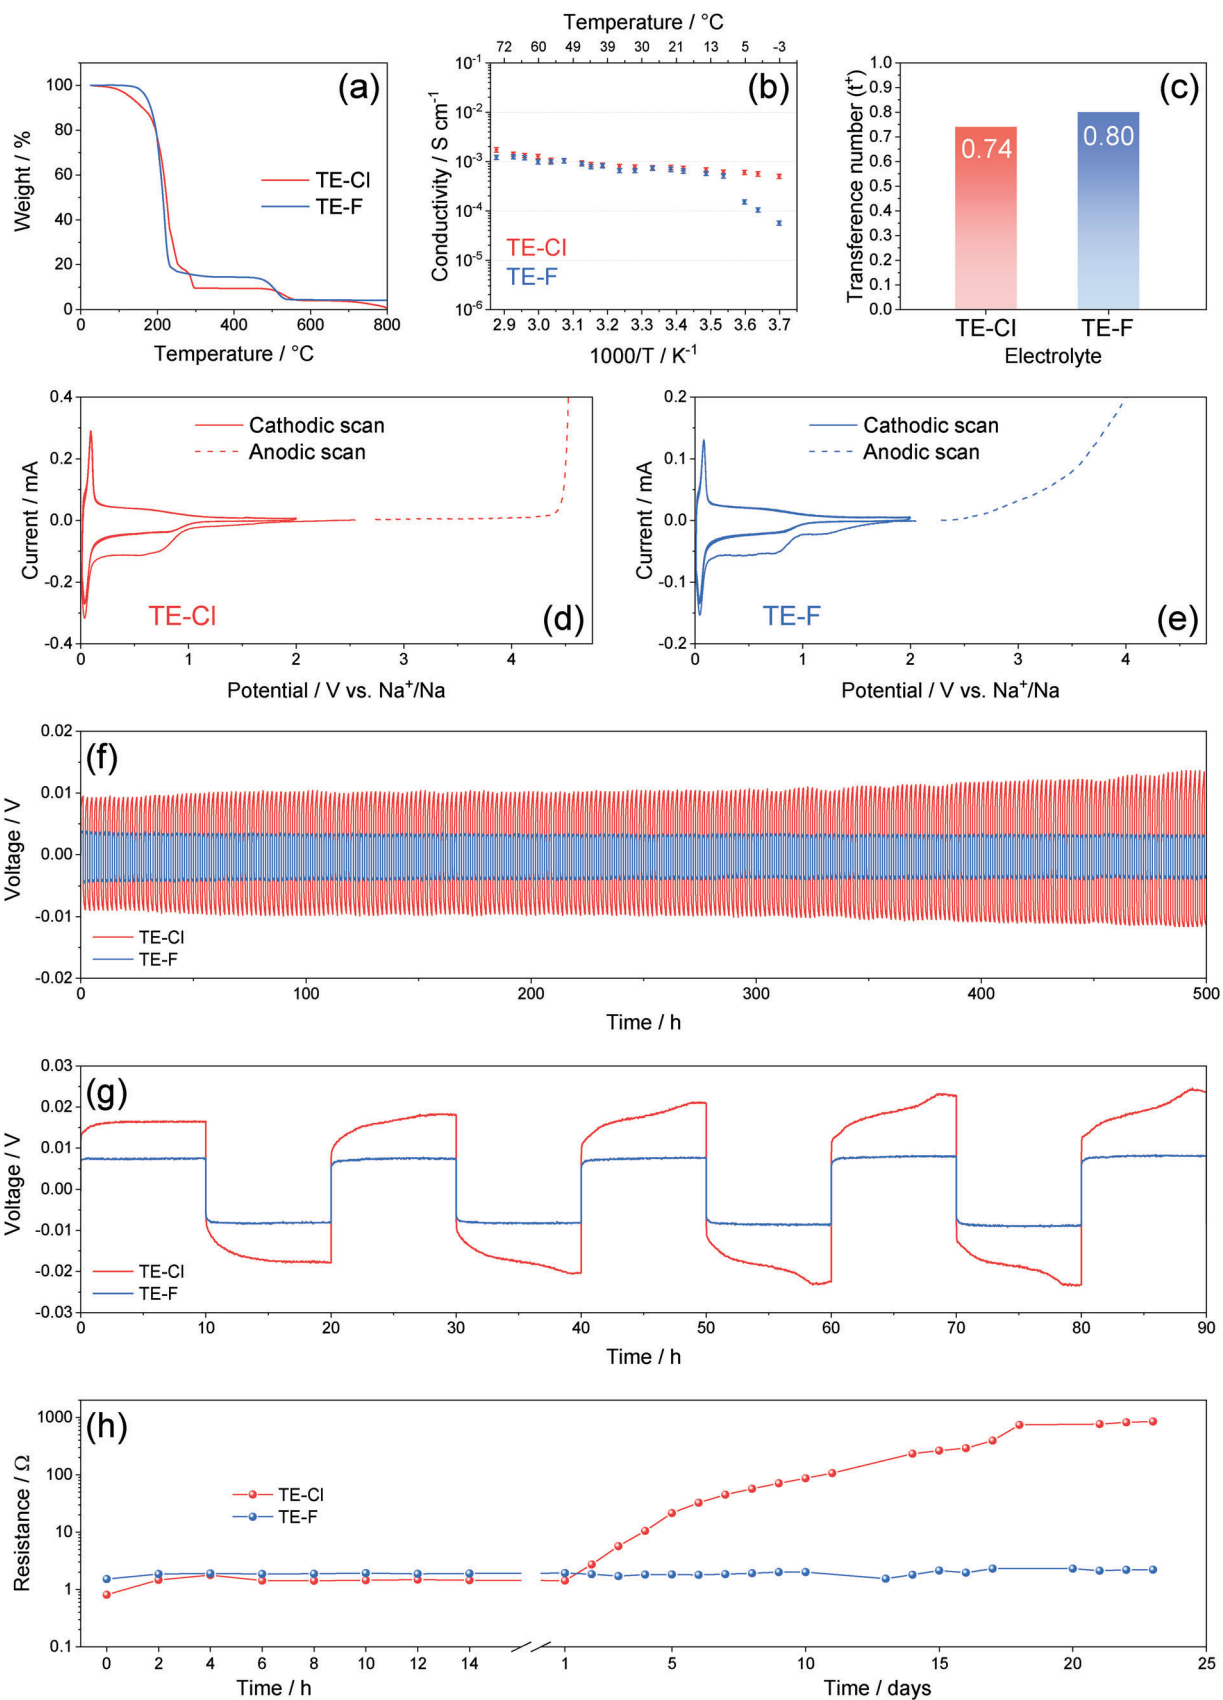 Temperature / °C
72 60 49 39 30 21 13 5 -3
(a)
100
80
60
40
20
0
Weight / %
TE-Cl
TE-F
0 200 400 600 800
Temperature / °C
(b)
10⁻¹
10⁻²
10⁻³
10⁻⁴
10⁻⁵
10⁻⁶
Conductivity / S cm⁻¹
TE-Cl
TE-F
2.9 3.0 3.1 3.2 3.3 3.4 3.5 3.6 3.7
1000/T / K⁻¹
(c)
1.0
0.9
0.8
0.7
0.6
0.5
0.4
0.3
0.2
0.1
0.0
Transference number (t⁺)
0.74
0.80
TE-Cl TE-F
Electrolyte
0.4
0.2
0.0
-0.2
-0.4
Current / mA
Cathodic scan
Anodic scan
TE-Cl
(d)
0 1 2 3 4
Potential / V vs. Na⁺/Na
0.2
0.1
0.0
-0.1
-0.2
Current / mA
Cathodic scan
Anodic scan
TE-F
(e)
0 1 2 3 4
Potential / V vs. Na⁺/Na
(f)
0.02
0.01
0.00
-0.01
-0.02
Voltage / V
TE-Cl
TE-F
0 100 200 300 400 500
Time / h
(g)
0.03
0.02
0.01
0.00
-0.01
-0.02
-0.03
Voltage / V
TE-Cl
TE-F
0 10 20 30 40 50 60 70 80 90
Time / h
(h)
1000
100
10
1
0.1
Resistance / Ω
TE-Cl
TE-F
0 2 4 6 8 10 12 14 1 5 10 15 20 25
Time / h Time / days